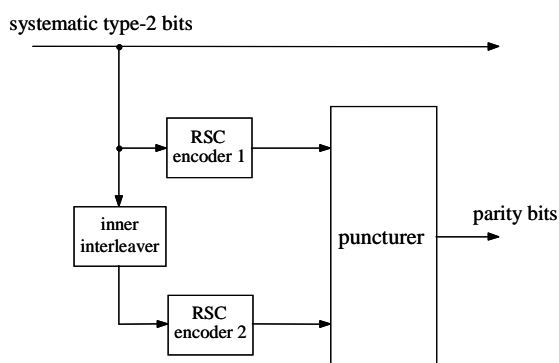 systematic type-2 bits
RSC
encoder 1
inner
interleaver
puncturer
parity bits
RSC
encoder 2